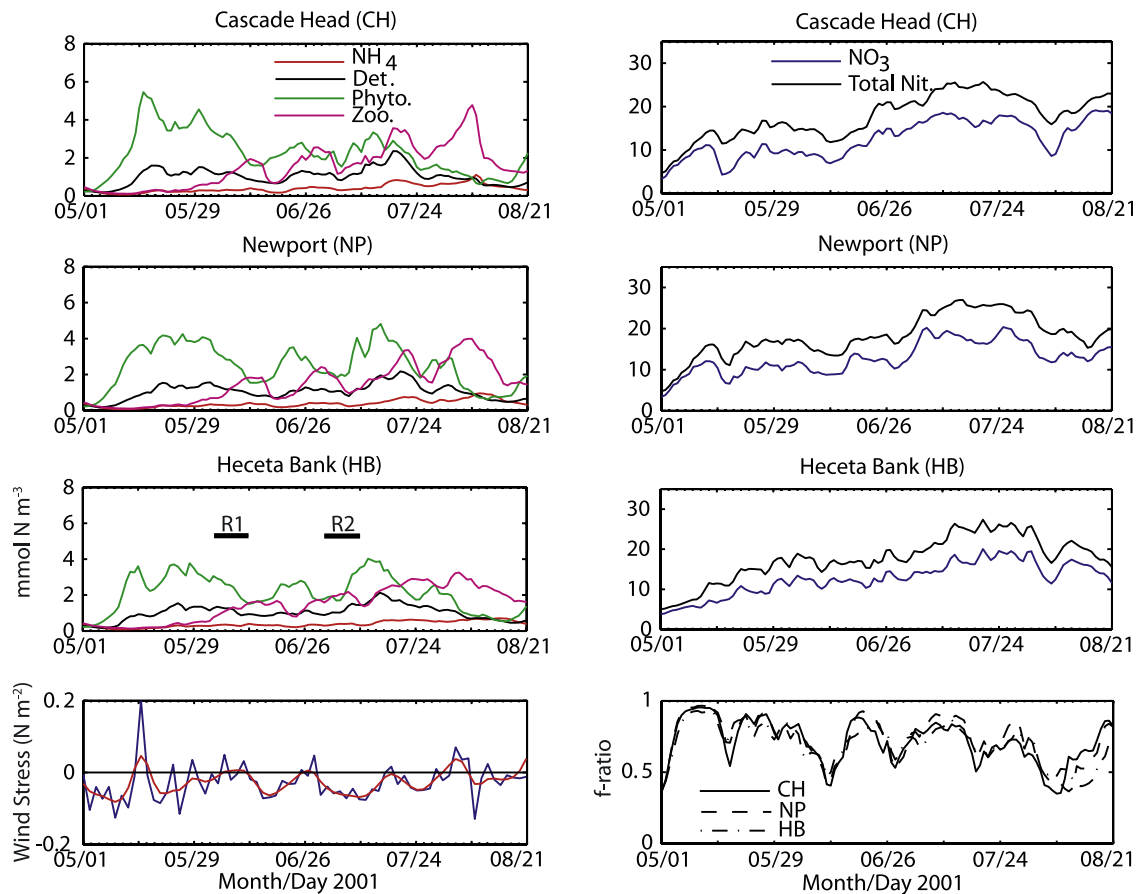 Cascade Head (CH)
8
6
4
2
0
NH4
Det.
Phyto.
Zoo.
05/01 05/29 06/26 07/24 08/21
Cascade Head (CH)
30
20
10
0
NO3
Total Nit.
05/01 05/29 06/26 07/24 08/21
Newport (NP)
8
6
4
2
0
05/01 05/29 06/26 07/24 08/21
Newport (NP)
30
20
10
0
05/01 05/29 06/26 07/24 08/21
Heceta Bank (HB)
mmol N m⁻³
8
6
4
2
0
R1 R2
05/01 05/29 06/26 07/24 08/21
Heceta Bank (HB)
30
20
10
0
05/01 05/29 06/26 07/24 08/21
Wind Stress (N m⁻²)
0.2
0
-0.2
05/01 05/29 06/26 07/24 08/21
Month/Day 2001
f-ratio
1
0.5
0
CH
NP
HB
05/01 05/29 06/26 07/24 08/21
Month/Day 2001